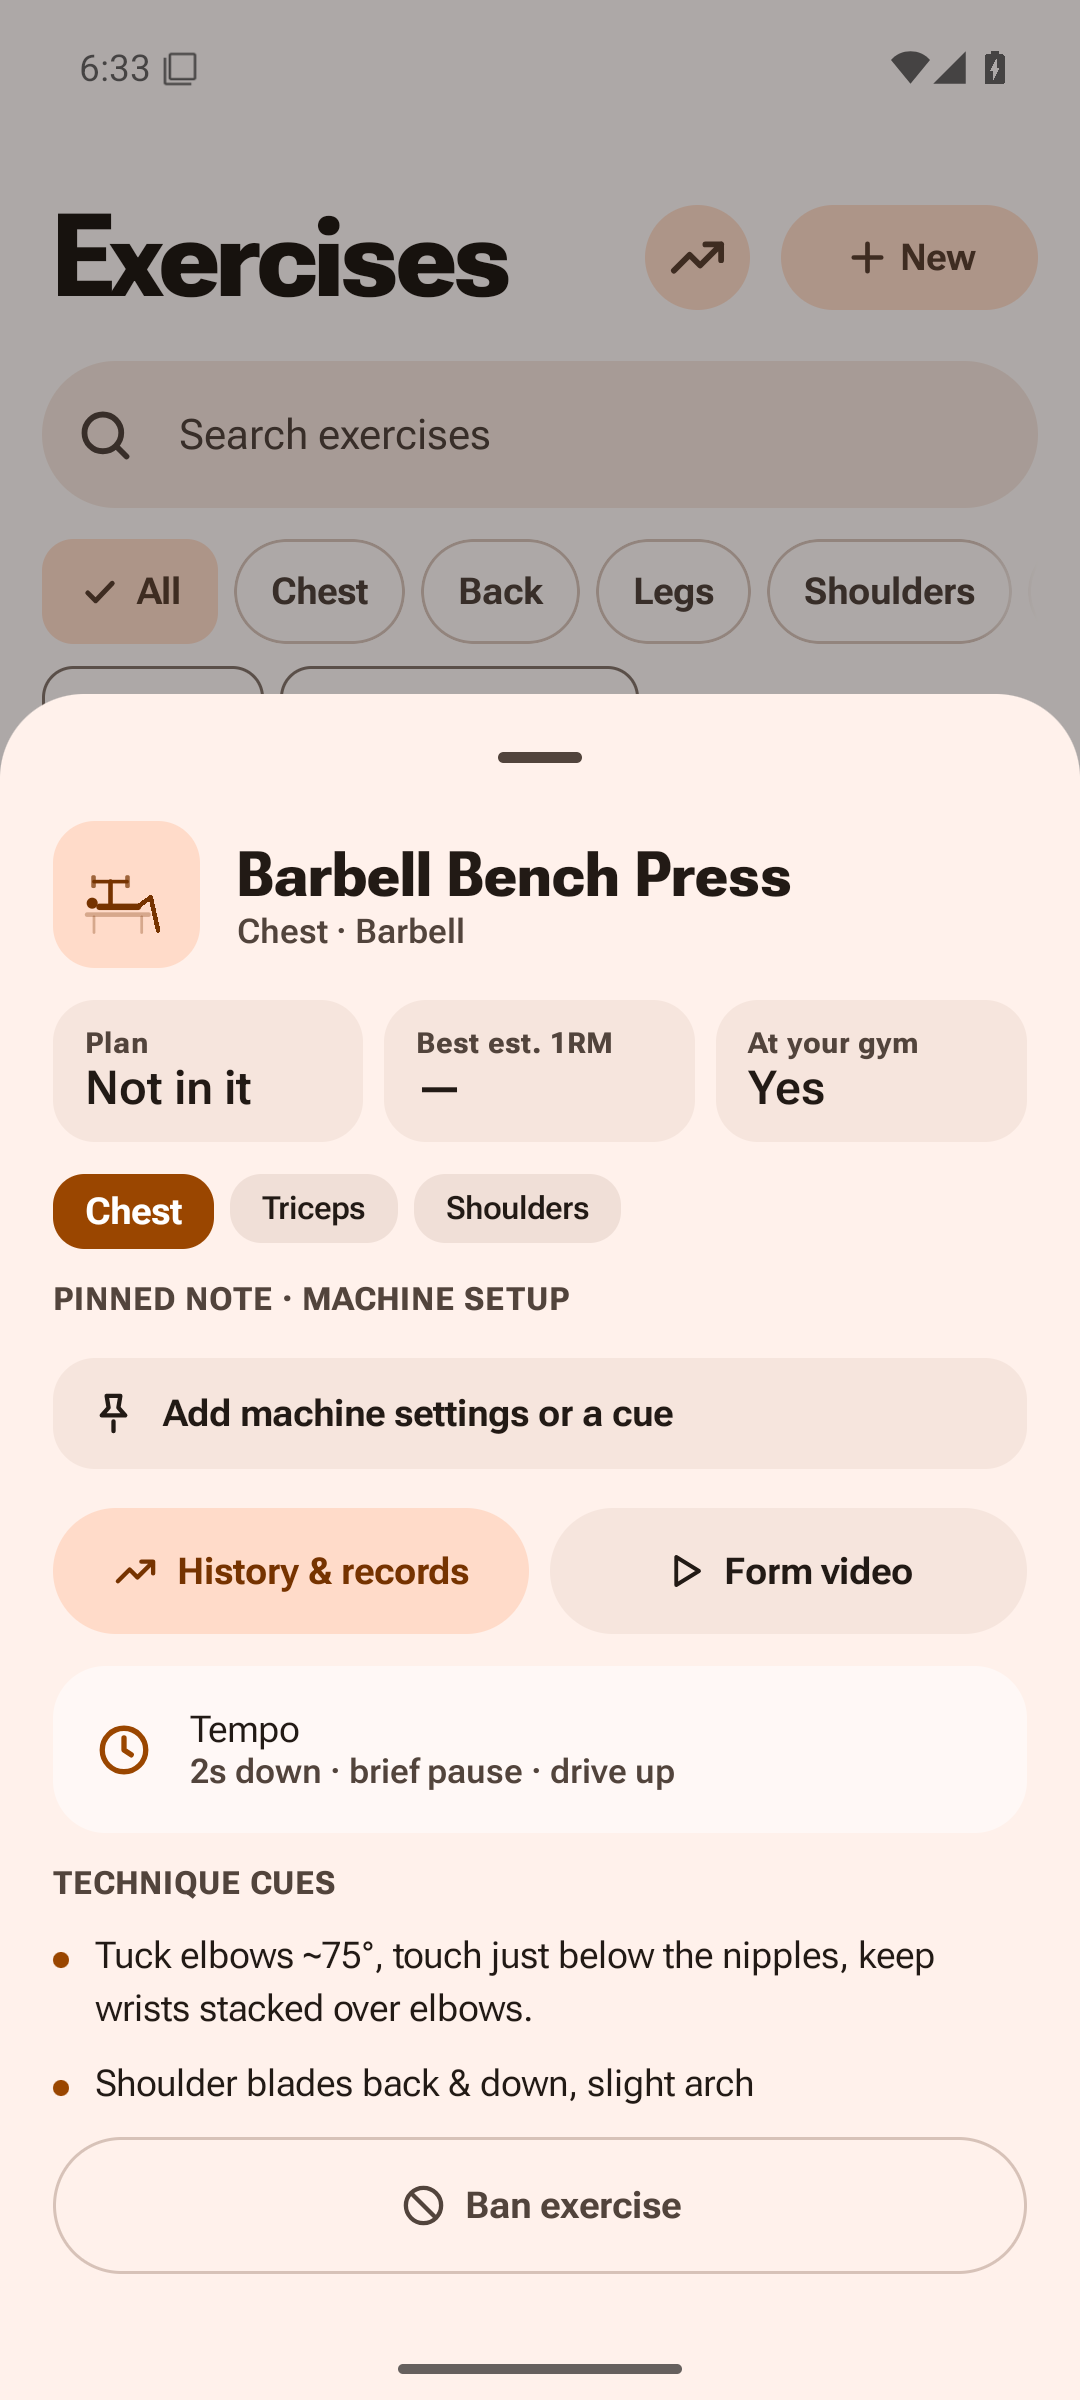 6:33
Exercises
New
Search exercises
All
Chest
Back
Legs
Shoulders
Barbell Bench Press
Chest · Barbell
Plan
Not in it
Best est. 1RM
—
At your gym
Yes
Chest
Triceps
Shoulders
PINNED NOTE · MACHINE SETUP
Add machine settings or a cue
History & records
Form video
Tempo
2s down · brief pause · drive up
TECHNIQUE CUES
Tuck elbows ~75°, touch just below the nipples, keep
wrists stacked over elbows.
Shoulder blades back & down, slight arch
Ban exercise